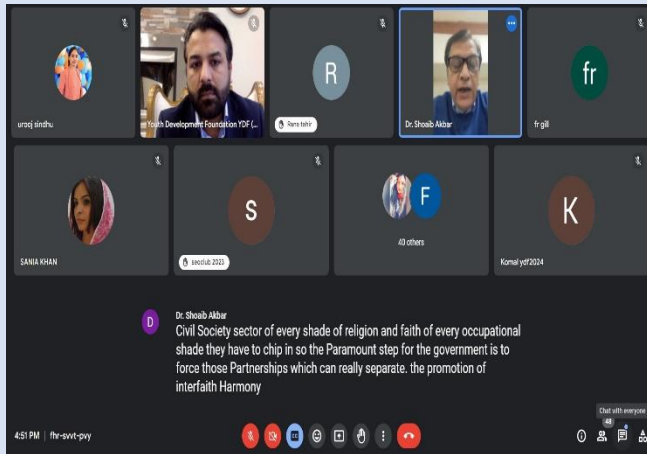 R
fr
urooj sindhu
Youth Development Foundation YDF (...
Rana tahir
Dr. Shoaib Akbar
fr gill
S
F
K
SANIA KHAN
seoclub 2025
40 others
Komal ydf2024
D
Dr. Shoaib Akbar
Civil Society sector of every shade of religion and faith of every occupational
shade they have to chip in so the Paramount step for the government is to
force those Partnerships which can really separate. the promotion of
interfaith Harmony
Chat with everyone
48
4:51 PM | fhr-svvt-pvy